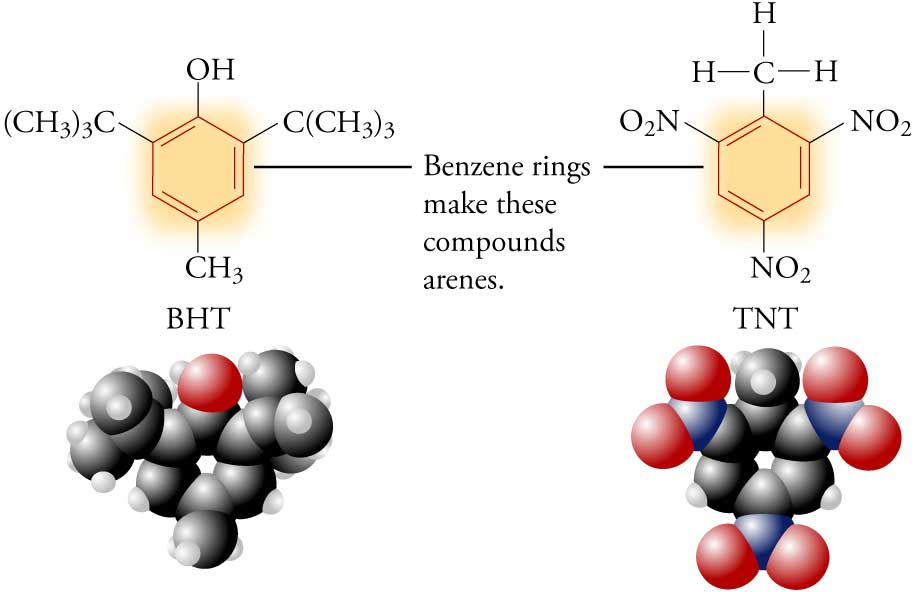 OH
(CH₃)₃C
C(CH₃)₃
CH₃
BHT
Benzene rings
make these
compounds
arenes.
H
H—C—H
O₂N
NO₂
NO₂
TNT